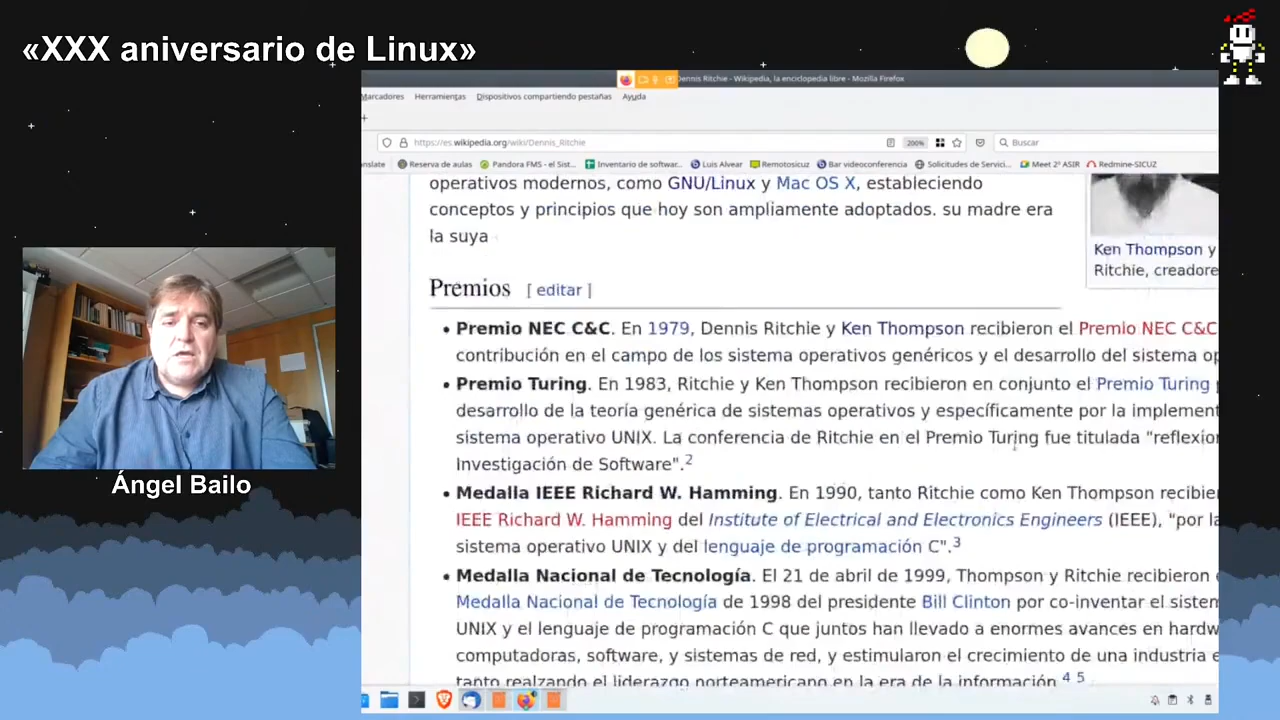 «XXX aniversario de Linux»
Dennis Ritchie - Wikipedia, la enciclopedia libre - Mozilla Firefox
Marcadores Herramientas Dispositivos compartiendo pestañas Ayuda
+
https://es.wikipedia.org/wiki/Dennis_Ritchie 200% Buscar
anslate Reserva de aulas Pandora FMS - el Sist... Inventario de softwar... Luis Alvear Remotosicuz Bar videoconferencia Solicitudes de Servici... Meet 2º ASIR Redmine-SICUZ
operativos modernos, como GNU/Linux y Mac OS X, estableciendo
conceptos y principios que hoy son ampliamente adoptados. su madre era
la suya
Ken Thompson y
Ritchie, creadore
Premios [ editar ]
• Premio NEC C&C. En 1979, Dennis Ritchie y Ken Thompson recibieron el Premio NEC C&C
contribución en el campo de los sistema operativos genéricos y el desarrollo del sistema op
• Premio Turing. En 1983, Ritchie y Ken Thompson recibieron en conjunto el Premio Turing
desarrollo de la teoría genérica de sistemas operativos y específicamente por la implement
sistema operativo UNIX. La conferencia de Ritchie en el Premio Turing fue titulada "reflexio
Investigación de Software".2
• Medalla IEEE Richard W. Hamming. En 1990, tanto Ritchie como Ken Thompson recibier
IEEE Richard W. Hamming del Institute of Electrical and Electronics Engineers (IEEE), "por la
sistema operativo UNIX y del lenguaje de programación C".3
• Medalla Nacional de Tecnología. El 21 de abril de 1999, Thompson y Ritchie recibieron
Medalla Nacional de Tecnología de 1998 del presidente Bill Clinton por co-inventar el sistem
UNIX y el lenguaje de programación C que juntos han llevado a enormes avances en hardw
computadoras, software, y sistemas de red, y estimularon el crecimiento de una industria e
tanto realzando el liderazgo norteamericano en la era de la información.4 5
Ángel Bailo